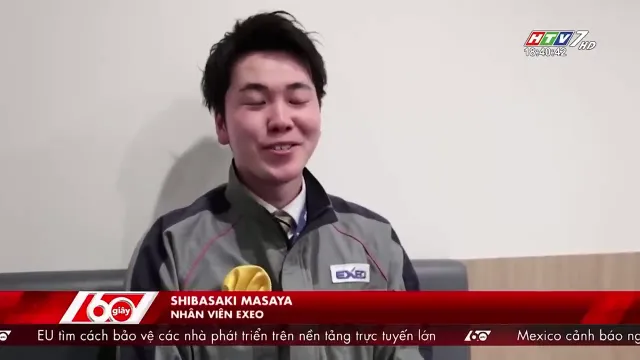 HTV7 HD
18:40:42
EXEO
60 giây
SHIBASAKI MASAYA
NHÂN VIÊN EXEO
EU tìm cách bảo vệ các nhà phát triển trên nền tảng trực tuyến lớn
60
Mexico cảnh báo ng